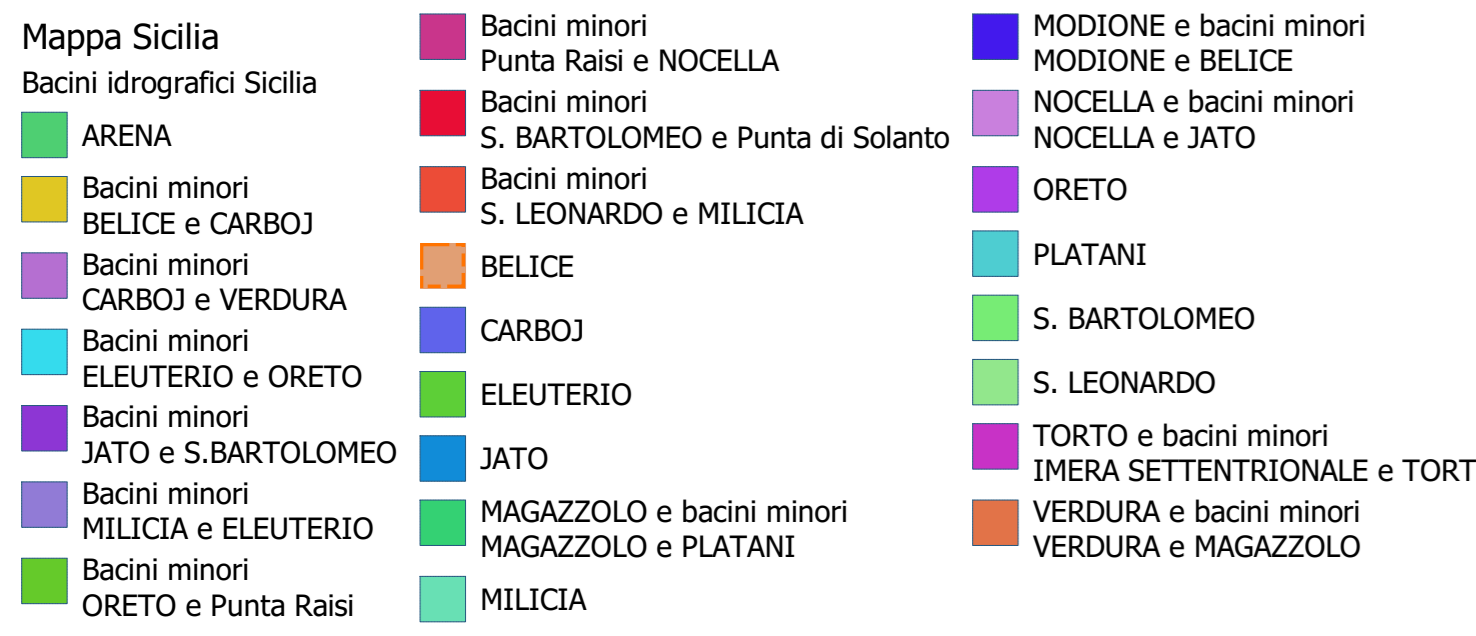 Mappa Sicilia
Bacini idrografici Sicilia
ARENA
Bacini minori
BELICE e CARBOJ
Bacini minori
CARBOJ e VERDURA
Bacini minori
ELEUTERIO e ORETO
Bacini minori
JATO e S.BARTOLOMEO
Bacini minori
MILICIA e ELEUTERIO
Bacini minori
ORETO e Punta Raisi
Bacini minori
Punta Raisi e NOCELLA
Bacini minori
S. BARTOLOMEO e Punta di Solanto
Bacini minori
S. LEONARDO e MILICIA
BELICE
CARBOJ
ELEUTERIO
JATO
MAGAZZOLO e bacini minori
MAGAZZOLO e PLATANI
MILICIA
MODIONE e bacini minori
MODIONE e BELICE
NOCELLA e bacini minori
NOCELLA e JATO
ORETO
PLATANI
S. BARTOLOMEO
S. LEONARDO
TORTO e bacini minori
IMERA SETTENTRIONALE e TORT
VERDURA e bacini minori
VERDURA e MAGAZZOLO